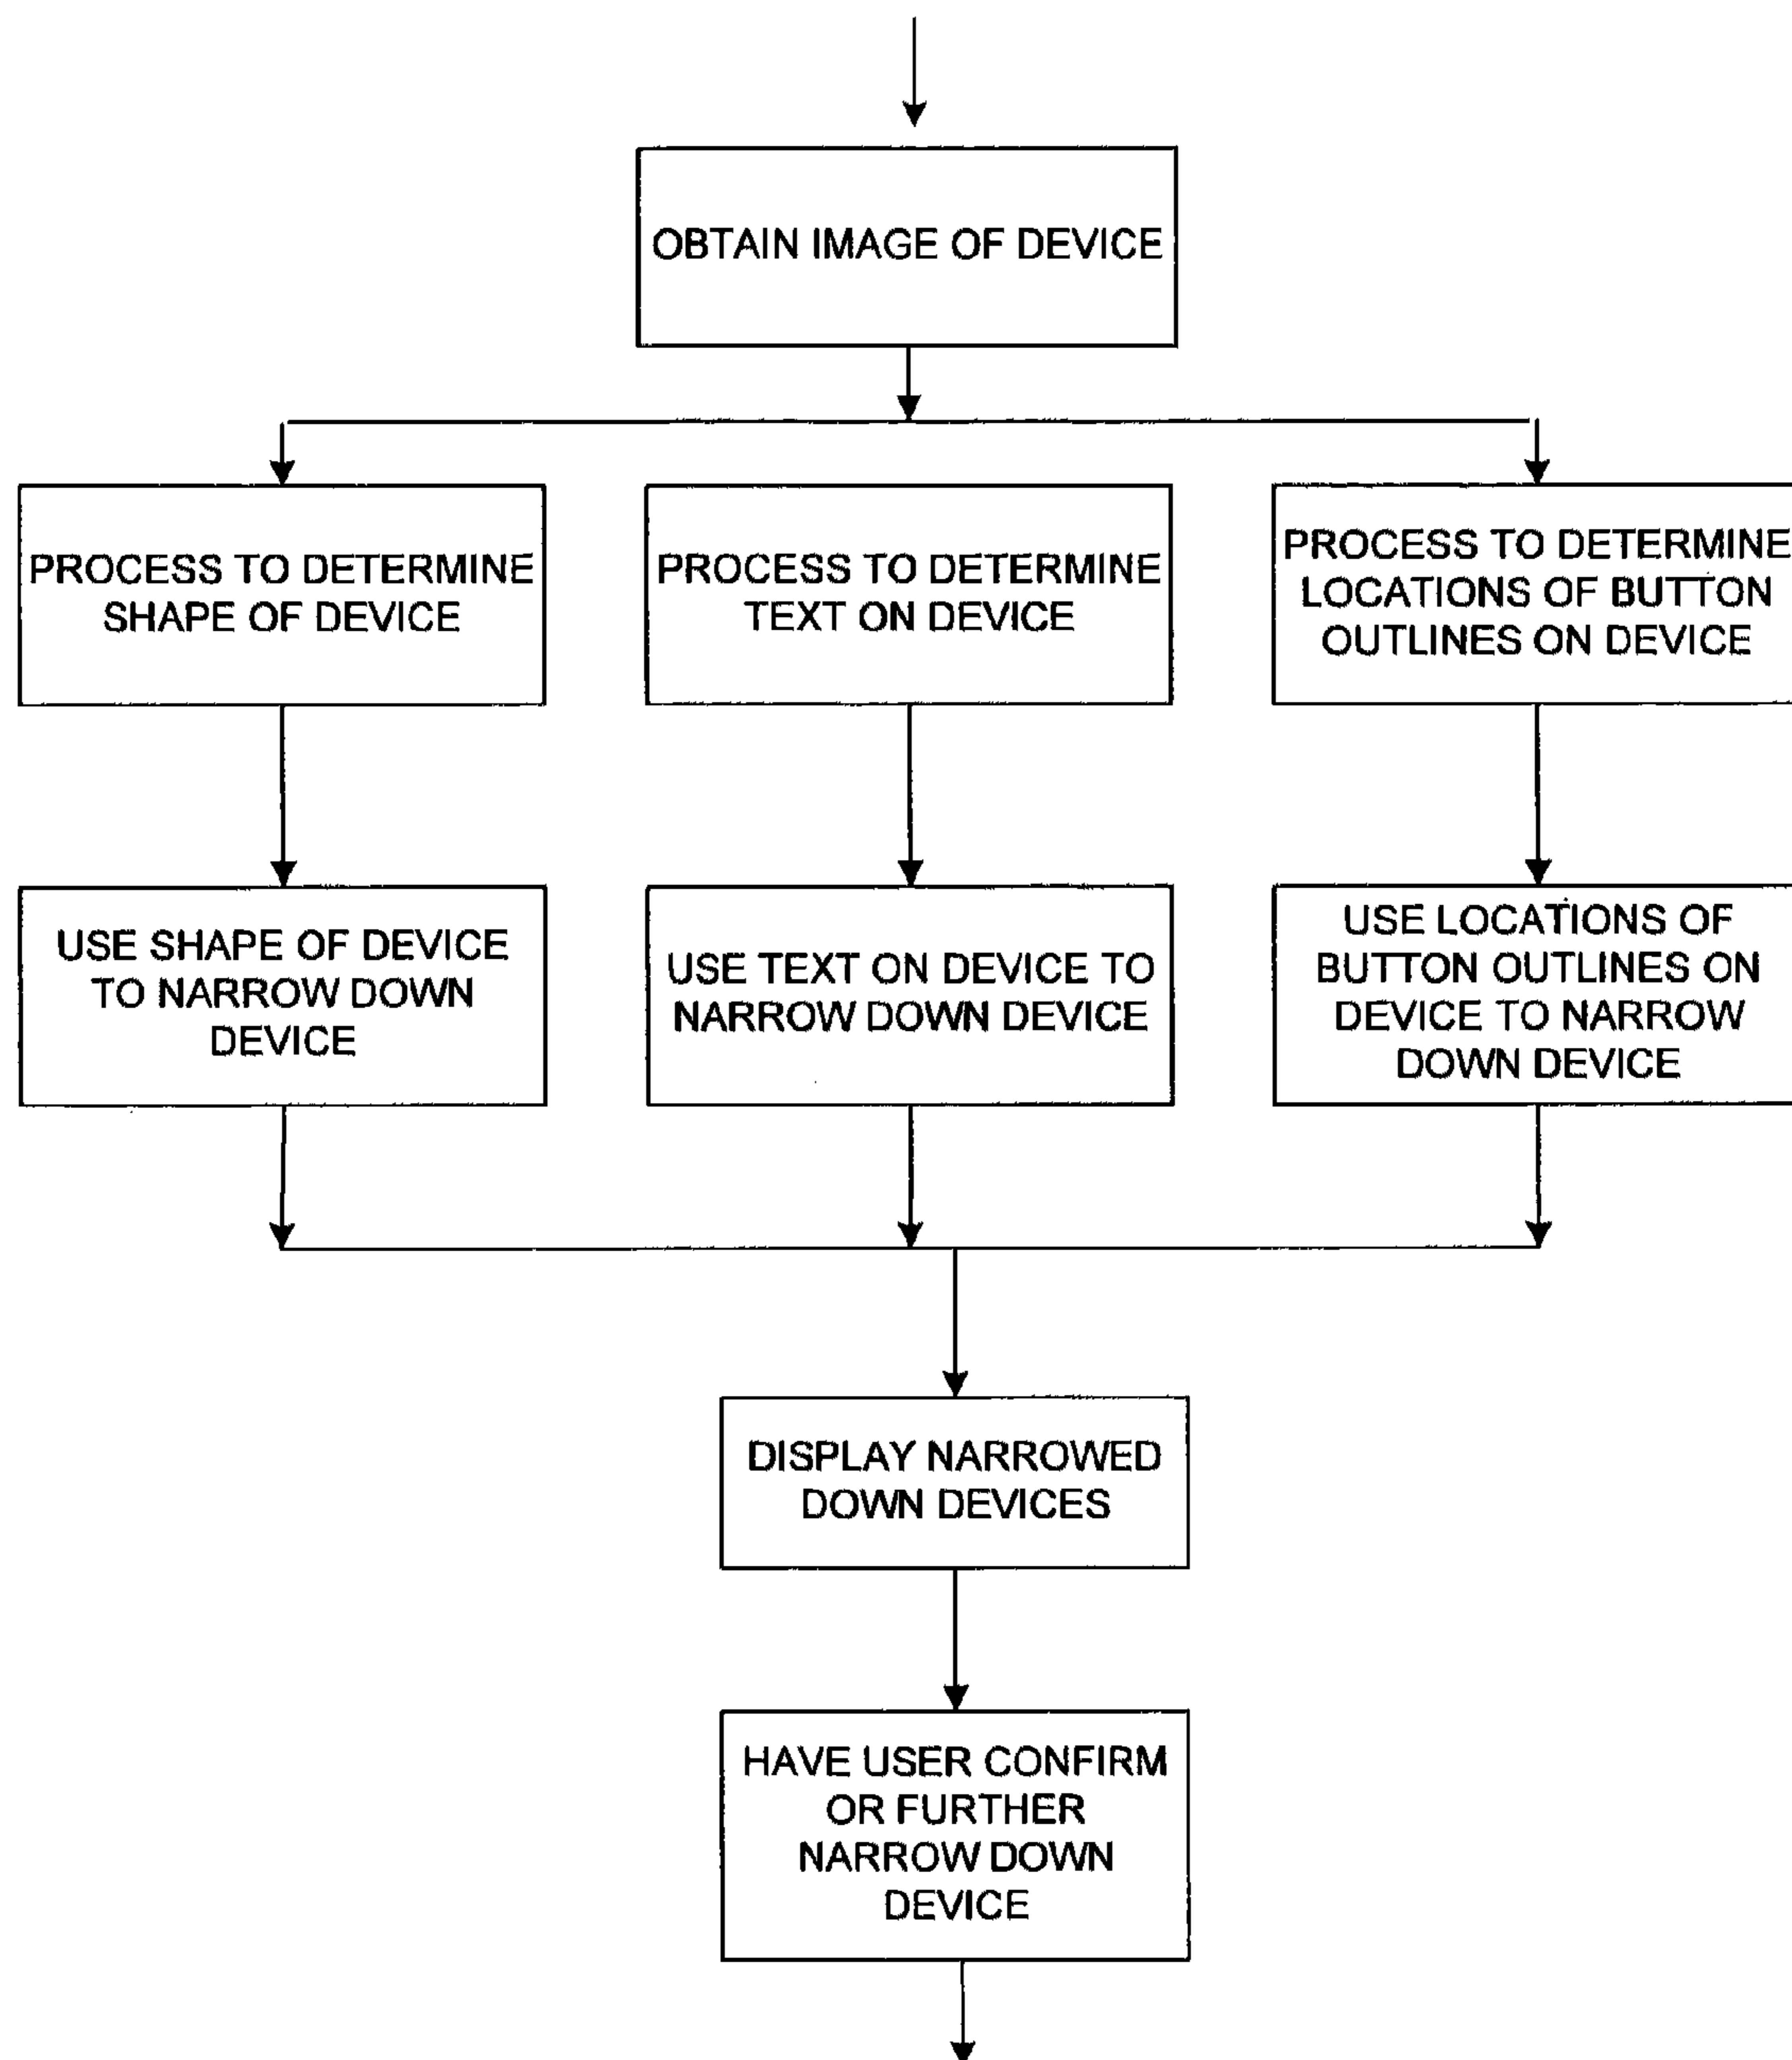 OBTAIN IMAGE OF DEVICE
PROCESS TO DETERMINE
SHAPE OF DEVICE
PROCESS TO DETERMINE
TEXT ON DEVICE
PROCESS TO DETERMINE
LOCATIONS OF BUTTON
OUTLINES ON DEVICE
USE SHAPE OF DEVICE
TO NARROW DOWN
DEVICE
USE TEXT ON DEVICE TO
NARROW DOWN DEVICE
USE LOCATIONS OF
BUTTON OUTLINES ON
DEVICE TO NARROW
DOWN DEVICE
DISPLAY NARROWED
DOWN DEVICES
HAVE USER CONFIRM
OR FURTHER
NARROW DOWN
DEVICE